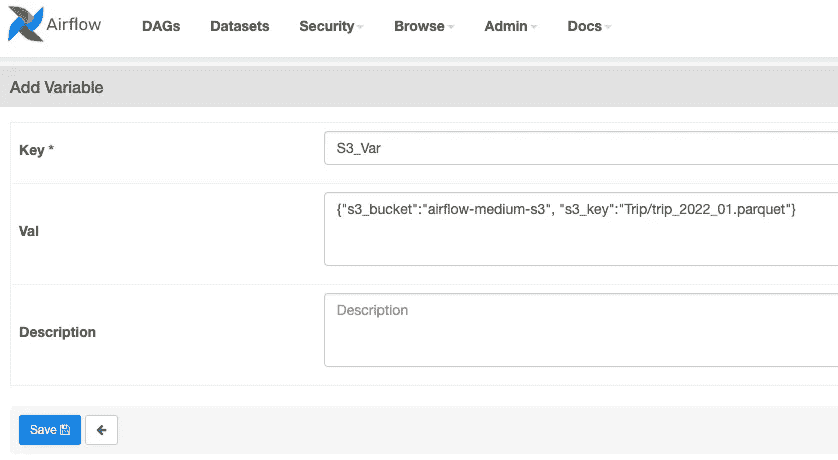 Airflow DAGs Datasets Security Browse Admin Docs
Add Variable
Key * S3_Var
Val {"s3_bucket":"airflow-medium-s3", "s3_key":"Trip/trip_2022_01.parquet"}
Description Description
Save